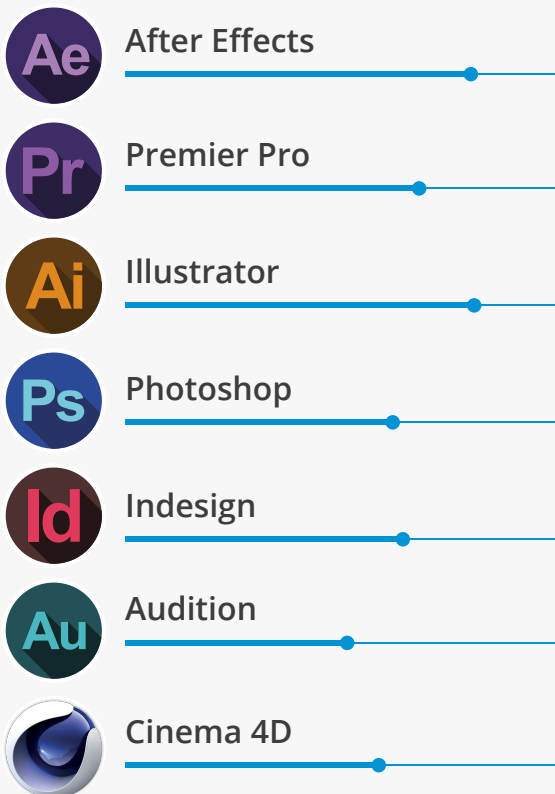 Ae
After Effects
Pr
Premier Pro
Ai
Illustrator
Ps
Photoshop
Id
Indesign
Au
Audition
Cinema 4D